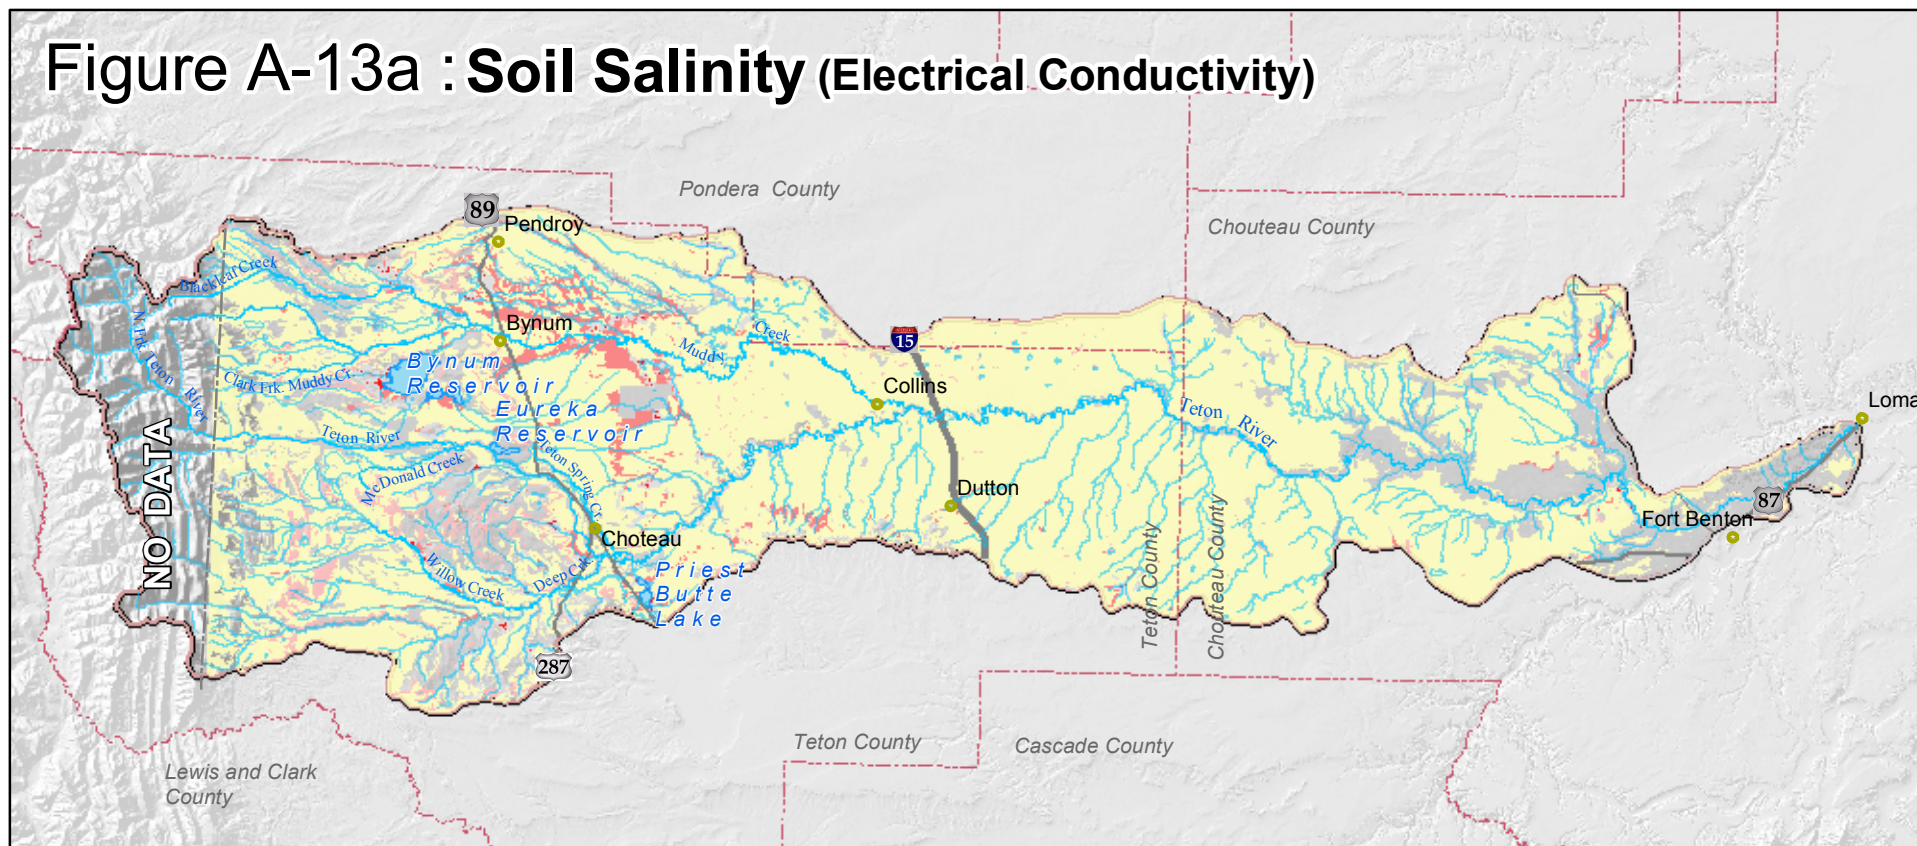 Figure A-13a : Soil Salinity (Electrical Conductivity)
Pondera County
Chouteau County
89
Pendroy
Blackleaf Creek
N. Frk. Teton River
Bynum
Creek
Muddy
15
Bynum
Reservoir
Clark Frk. Muddy Cr.
Collins
Eureka
Reservoir
Teton River
Loma
Teton River
NO DATA
McDonald Creek
Teton Spring Cr.
Dutton
87
Fort Benton
Choteau
Willow Creek
Deep Creek
Priest
Butte
Lake
Teton County
Chouteau County
287
Teton County
Cascade County
Lewis and Clark
County